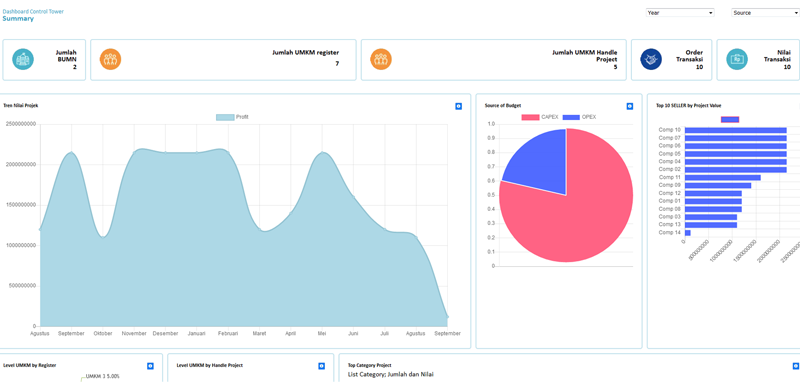 Dashboard Control Tower
Summary
Year
Source
Jumlah
BUMN
2
Jumlah UMKM register
7
Jumlah UMKM Handle
Project
5
Order
Transaksi
10
Nilai
Transaksi
10
Tren Nilai Projek
Profit
2500000000
2000000000
1500000000
1000000000
500000000
0
Agustus September Oktober November Desember Januari Februari Maret April Mei Juni Juli Agustus September
Source of Budget
CAPEX OPEX
1.0
0.9
0.8
0.7
0.6
0.5
0.4
0.3
0.2
0.1
0
Top 10 SELLER by Project Value
Comp 10
Comp 07
Comp 06
Comp 05
Comp 04
Comp 02
Comp 11
Comp 09
Comp 12
Comp 01
Comp 08
Comp 03
Comp 13
Comp 14
0 500000000 1000000000 1500000000 2000000000
Level UMKM by Register
UMKM 1 5.00%
Level UMKM by Handle Project
Top Category Project
List Category; Jumlah dan Nilai